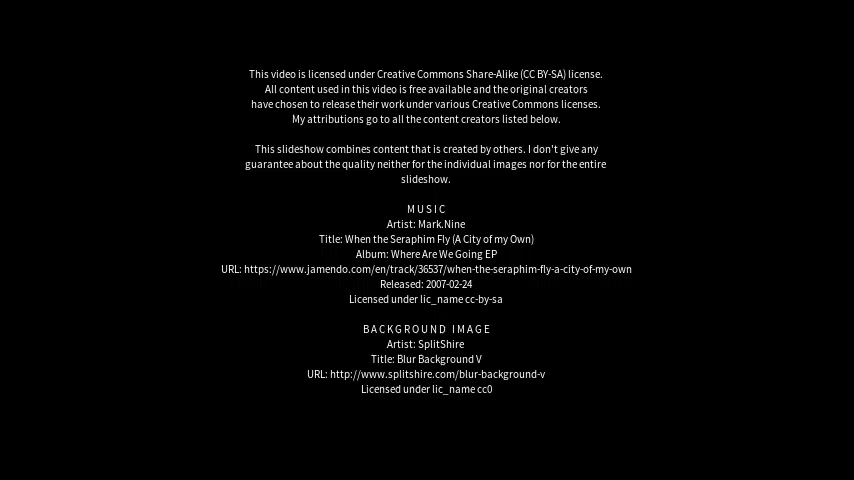 This video is licensed under Creative Commons Share-Alike (CC BY-SA) license.
All content used in this video is free available and the original creators
have chosen to release their work under various Creative Commons licenses.
My attributions go to all the content creators listed below.
This slideshow combines content that is created by others. I don't give any
guarantee about the quality neither for the individual images nor for the entire
slideshow.
MUSIC
Artist: Mark.Nine
Title: When the Seraphim Fly (A City of my Own)
Album: Where Are We Going EP
URL: https://www.jamendo.com/en/track/36537/when-the-seraphim-fly-a-city-of-my-own
Released: 2007-02-24
Licensed under lic_name cc-by-sa
BACKGROUND IMAGE
Artist: SplitShire
Title: Blur Background V
URL: http://www.splitshire.com/blur-background-v
Licensed under lic_name cc0